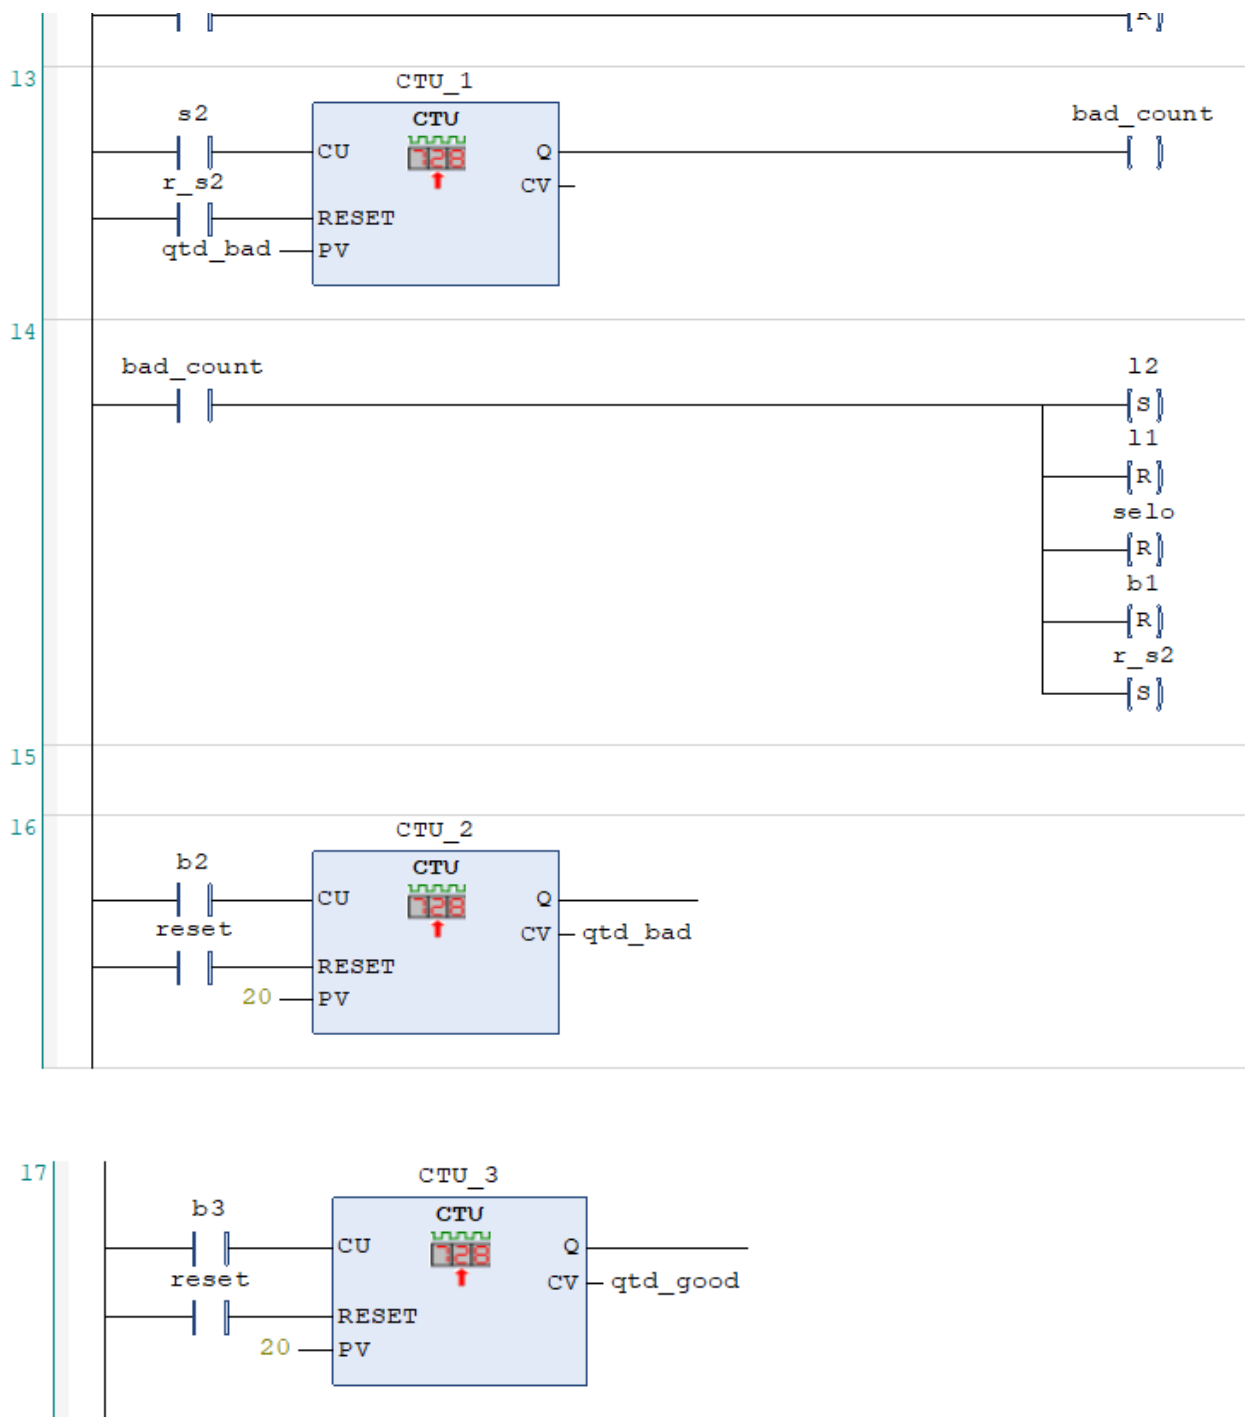 R
13
CTU_1
s2
CTU
bad_count
CU
Q
r_s2
CV
RESET
qtd_bad
PV
14
bad_count
l2
S
l1
R
selo
R
b1
R
r_s2
S
15
16
CTU_2
b2
CTU
CU
Q
reset
CV
qtd_bad
RESET
20
PV
17
CTU_3
b3
CTU
CU
Q
reset
CV
qtd_good
RESET
20
PV